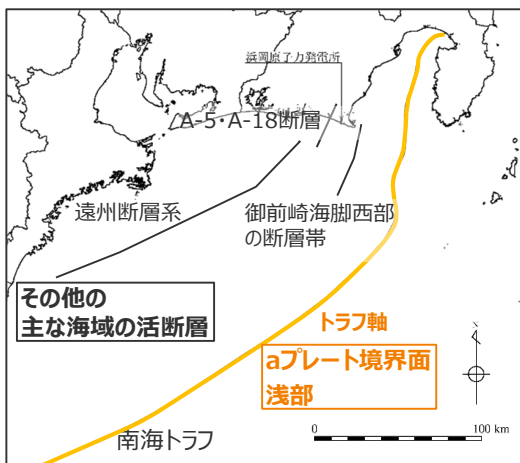 浜岡原子力発電所
A-5・A-18断層
遠州断層系
御前崎海脚西部
の断層帯
その他の
主な海域の活断層
トラフ軸
aプレート境界面
浅部
N
南海トラフ
0
100 km